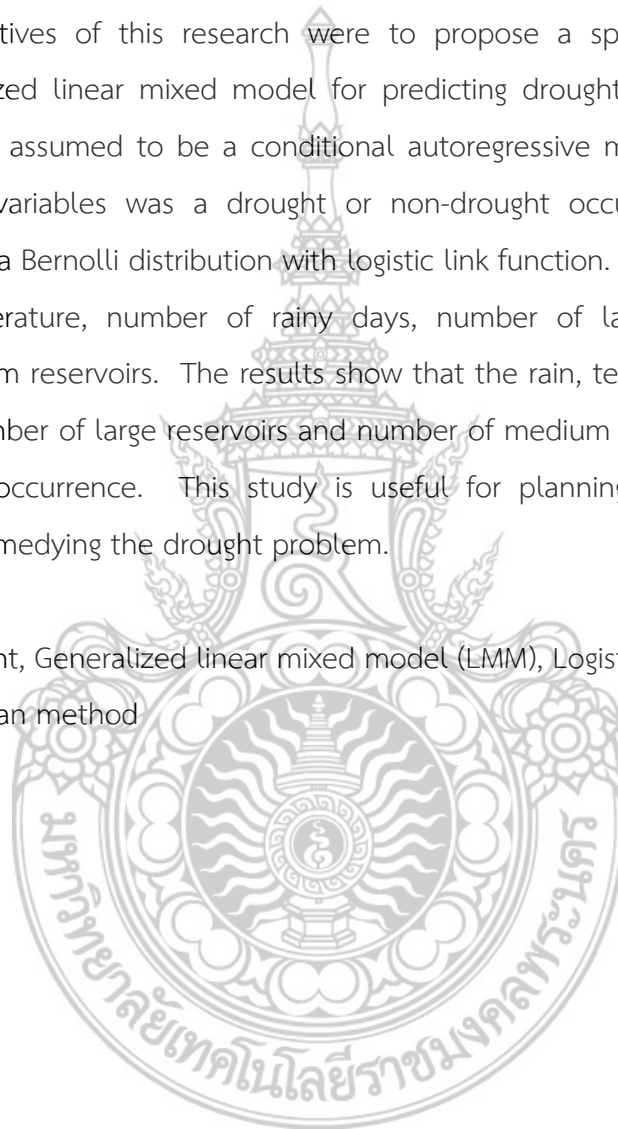 tives of this research were to propose a sp
zed linear mixed model for predicting drought
assumed to be a conditional autoregressive m
variables was a drought or non-drought occu
a Bernolli distribution with logistic link function.
erature, number of rainy days, number of la
m reservoirs. The results show that the rain, te
nber of large reservoirs and number of medium
occurrence. This study is useful for planning
medying the drought problem.
nt, Generalized linear mixed model (LMM), Logist
an method
มหาวิทยาลัยเทคโนโลยีราชมงคลพระนคร